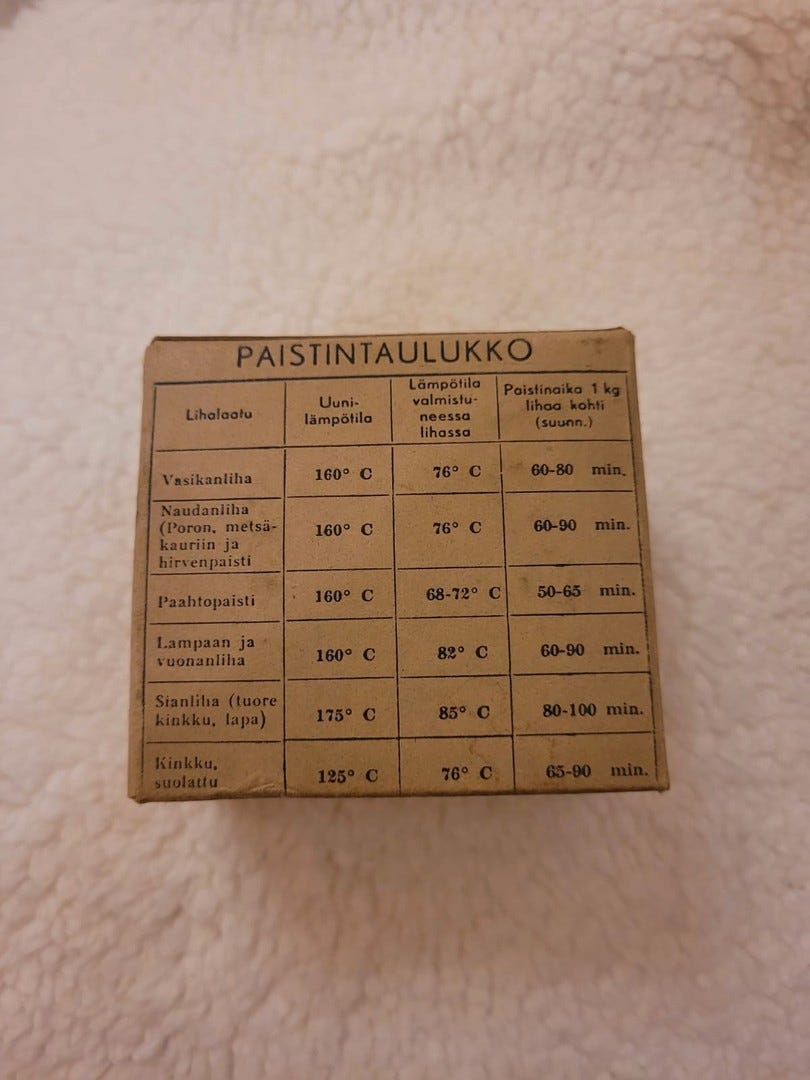 PAISTINTAULUKKO
Lihalaatu
Uuni-
lämpötila
Lämpötila
valmistu-
neessa
lihassa
Paistinaika 1 kg
lihaa kohti
(suunn.)
Vasikanliha 160° C 76° C 60-80 min.
Naudanliha
(Poron, metsä-
kauriin ja
hirvenpaisti
160° C 76° C 60-90 min.
Paahtopaisti 160° C 68-72° C 50-65 min.
Lampaan ja
vuonanliha
160° C 82° C 60-90 min.
Sianliha (tuore
kinkku, lapa)
175° C 85° C 80-100 min.
Kinkku,
suolattu
125° C 76° C 65-90 min.